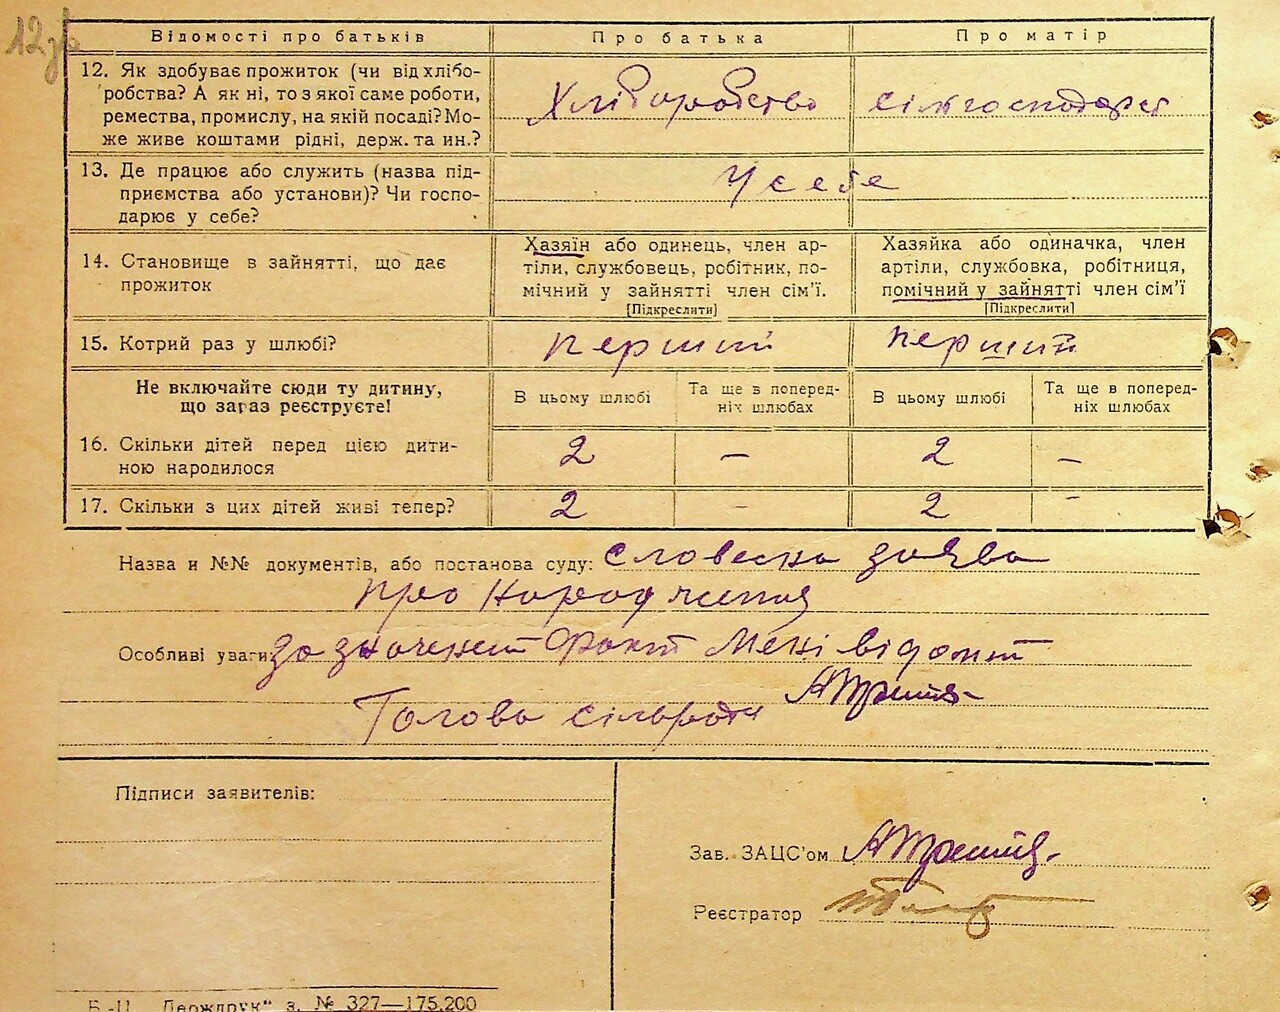 12зв
Відомості про батьків Про батька Про матір
12. Як здобуває прожиток (чи від хлібо-
робства? А як ні, то з якої саме роботи,
ремества, промислу, на якій посаді? Мо-
же живе коштами рідні, держ. та ин.?
Хліборобство
13. Де працює або служить (назва під-
приємства або установи)? Чи госпо-
дарює у себе?
У себе
14. Становище в зайнятті, що дає
прожиток
Хазяїн або одинець, член ар-
тіли, службовець, робітник, по-
мічний у зайнятті член сім'ї.
[Підкреслити]
Хазяйка або одиначка, член
артіли, службовка, робітниця,
помічний у зайнятті член сім'ї
[Підкреслити]
15. Котрий раз у шлюбі? перший перший
Не включайте сюди ту дитину,
що зараз реєструєте!
В цьому шлюбі
Та ще в поперед-
ніх шлюбах
В цьому шлюбі
Та ще в поперед-
ніх шлюбах
16. Скільки дітей перед цією дити-
ною народилося
2 — 2 —
17. Скільки з цих дітей живі тепер? 2 — 2 —
Назва и №№ документів, або постанова суду: словесна заява
про народження
Особливі уваги: зазначений факт мені відомий
Голова сільради
Підписи заявителів:
Зав. ЗАЦС'ом
Реєстратор
Б-Ц „Держдрук" з. № 327—175.200